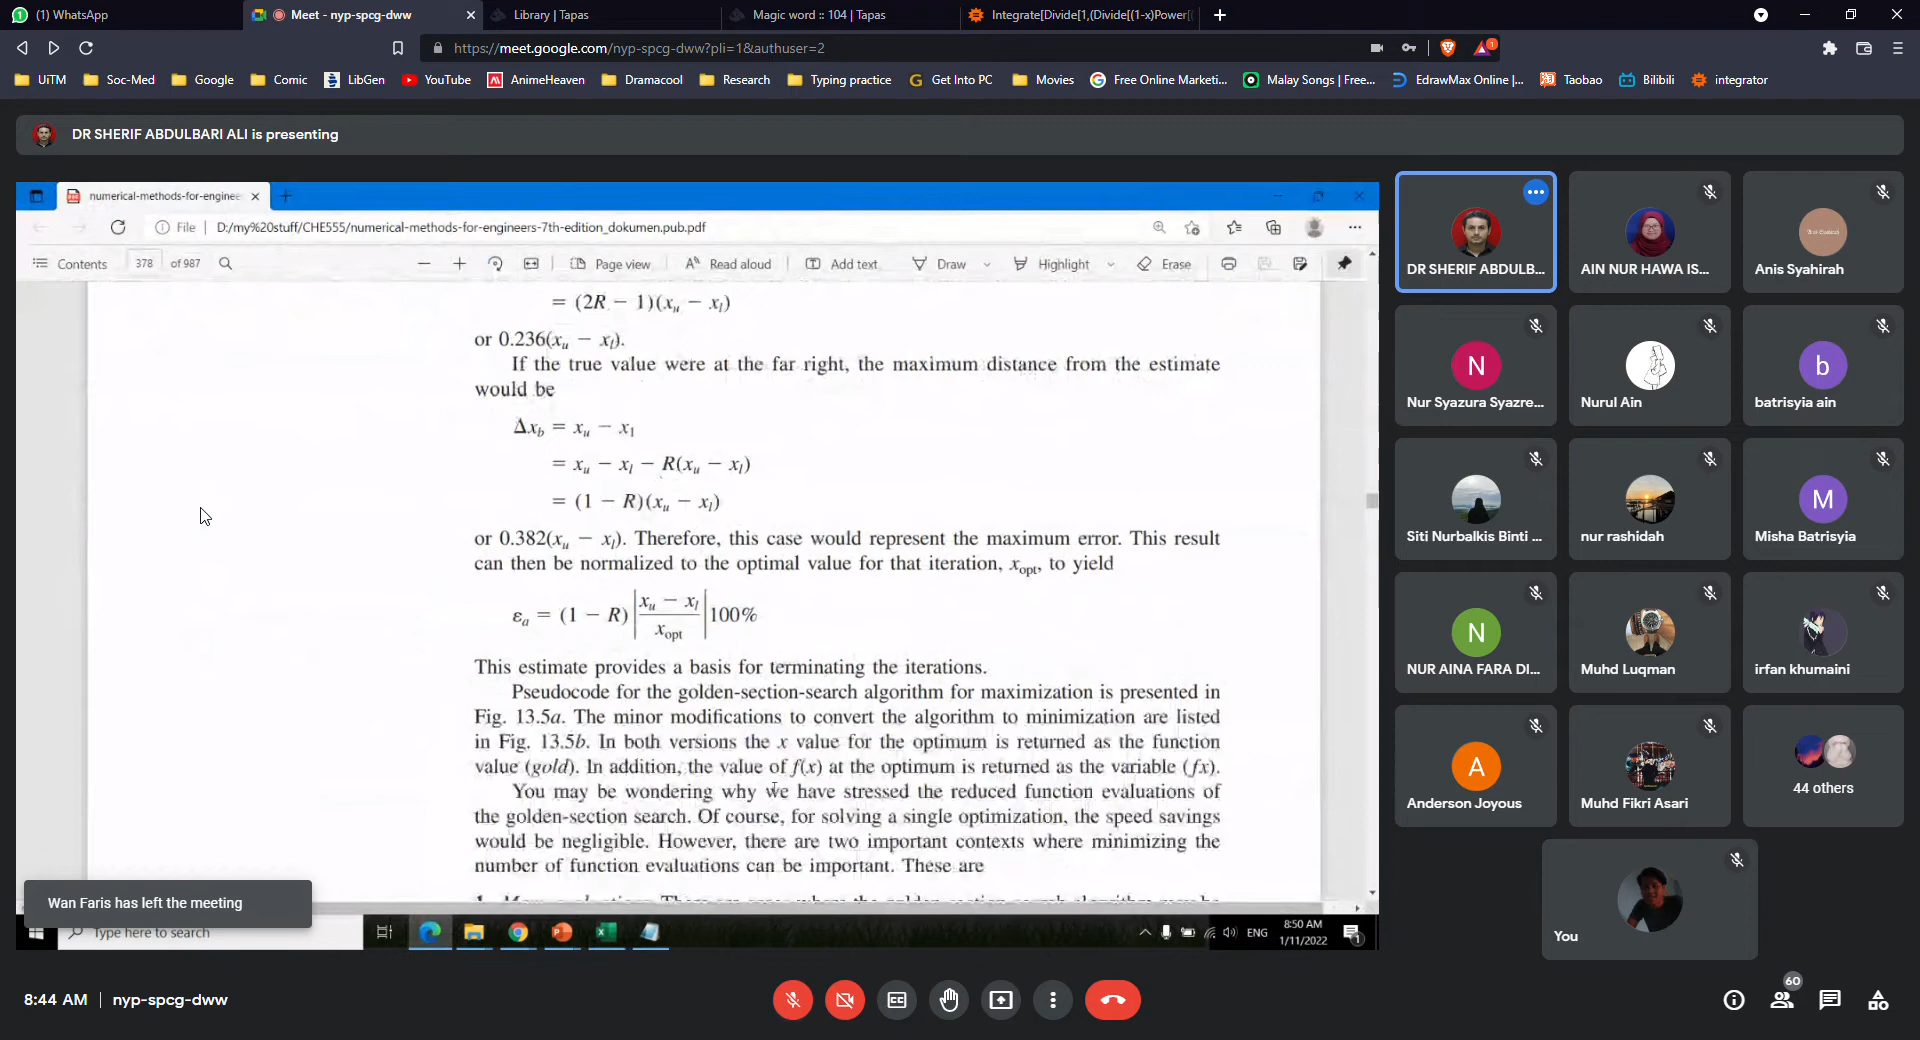 (1) WhatsApp
Meet - nyp-spcg-dww
Library | Tapas
Magic word :: 104 | Tapas
Integrate[Divide[1,(Divide[(1-x)Power[(
https://meet.google.com/nyp-spcg-dww?pli=1&authuser=2
1
UiTM
Soc-Med
Google
Comic
LibGen
YouTube
AnimeHeaven
Dramacool
Research
Typing practice
Get Into PC
Movies
Free Online Marketi...
Malay Songs | Free...
EdrawMax Online |...
Taobao
Bilibili
integrator
DR SHERIF ABDULBARI ALI is presenting
numerical-methods-for-enginee
File | D:/my%20stuff/CHE555/numerical-methods-for-engineers-7th-edition_dokumen.pub.pdf
Contents
378 of 987
Page view
Read aloud
Add text
Draw
Highlight
Erase
= (2R − 1)(xu − xl)
or 0.236(xu − xl).
If the true value were at the far right, the maximum distance from the estimate
would be
Δxb = xu − x1
= xu − xl − R(xu − xl)
= (1 − R)(xu − xl)
or 0.382(xu − xl). Therefore, this case would represent the maximum error. This result
can then be normalized to the optimal value for that iteration, xopt, to yield
εa = (1 − R) |(xu − xl)/xopt| 100%
This estimate provides a basis for terminating the iterations.
Pseudocode for the golden-section-search algorithm for maximization is presented in
Fig. 13.5a. The minor modifications to convert the algorithm to minimization are listed
in Fig. 13.5b. In both versions the x value for the optimum is returned as the function
value (gold). In addition, the value of f(x) at the optimum is returned as the variable (fx).
You may be wondering why we have stressed the reduced function evaluations of
the golden-section search. Of course, for solving a single optimization, the speed savings
would be negligible. However, there are two important contexts where minimizing the
number of function evaluations can be important. These are
Wan Faris has left the meeting
Type here to search
ENG
8:50 AM
1/11/2022
1
DR SHERIF ABDULB...
AIN NUR HAWA IS...
Anis Syahirah
N
Nur Syazura Syazre...
Nurul Ain
b
batrisyia ain
Siti Nurbalkis Binti ...
nur rashidah
M
Misha Batrisyia
N
NUR AINA FARA DI...
Muhd Luqman
irfan khumaini
A
Anderson Joyous
Muhd Fikri Asari
44 others
You
8:44 AM | nyp-spcg-dww
60